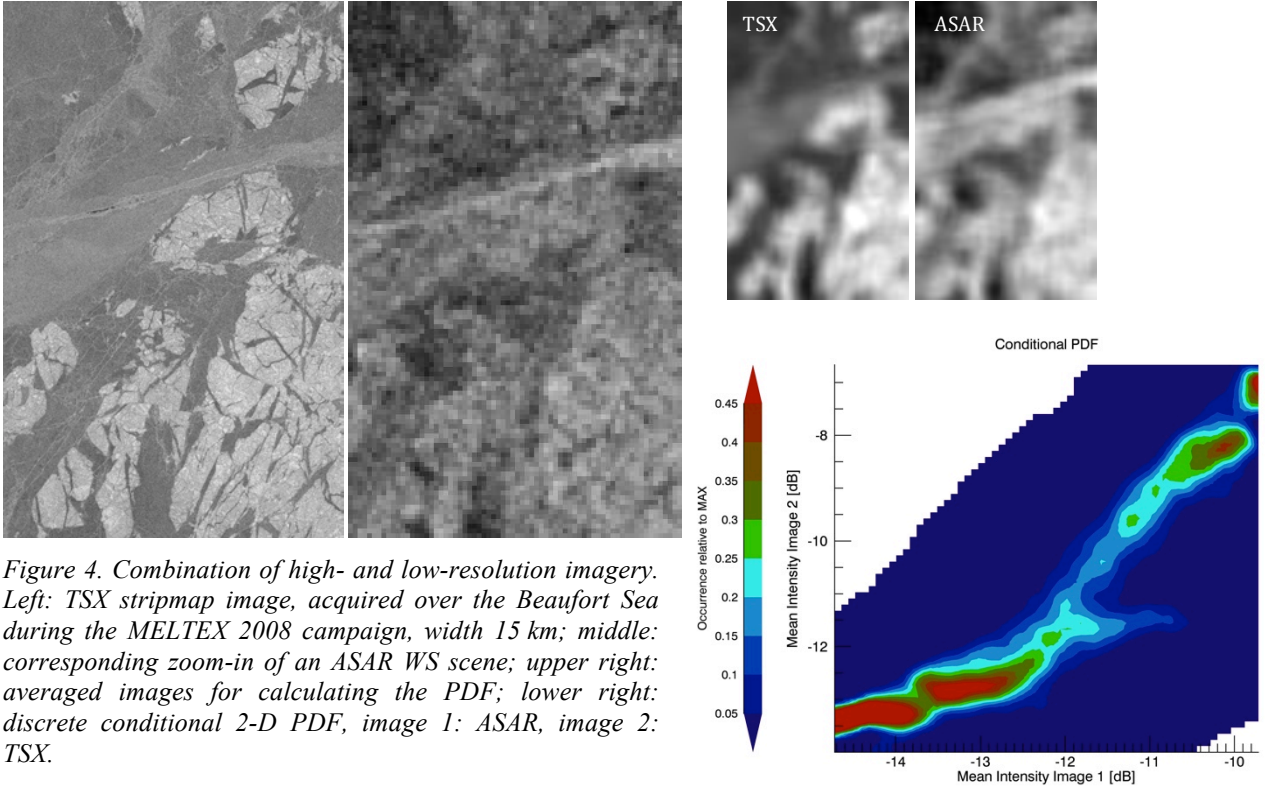 TSX
ASAR
Figure 4. Combination of high- and low-resolution imagery.
Left: TSX stripmap image, acquired over the Beaufort Sea
during the MELTEX 2008 campaign, width 15 km; middle:
corresponding zoom-in of an ASAR WS scene; upper right:
averaged images for calculating the PDF; lower right:
discrete conditional 2-D PDF, image 1: ASAR, image 2:
TSX.
Conditional PDF
Occurrence relative to MAX
0.45
0.4
0.35
0.3
0.25
0.2
0.15
0.1
0.05
Mean Intensity Image 2 [dB]
-8
-10
-12
-14
-13
-12
-11
-10
Mean Intensity Image 1 [dB]